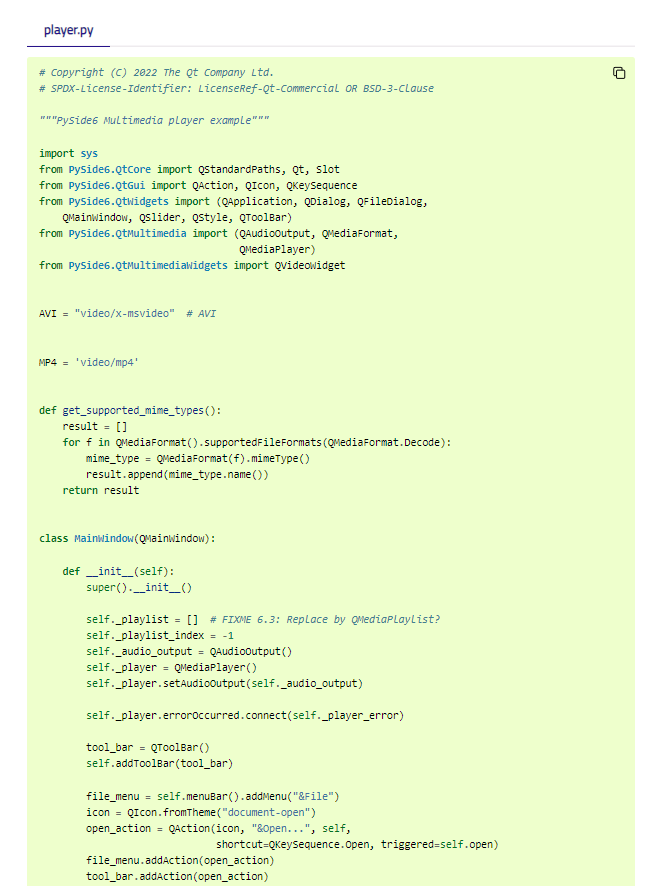 player.py
# Copyright (C) 2022 The Qt Company Ltd.
# SPDX-License-Identifier: LicenseRef-Qt-Commercial OR BSD-3-Clause
"""PySide6 Multimedia player example"""
import sys
from PySide6.QtCore import QStandardPaths, Qt, Slot
from PySide6.QtGui import QAction, QIcon, QKeySequence
from PySide6.QtWidgets import (QApplication, QDialog, QFileDialog,
    QMainWindow, QSlider, QStyle, QToolBar)
from PySide6.QtMultimedia import (QAudioOutput, QMediaFormat,
                                  QMediaPlayer)
from PySide6.QtMultimediaWidgets import QVideoWidget
AVI = "video/x-msvideo"  # AVI
MP4 = 'video/mp4'
def get_supported_mime_types():
    result = []
    for f in QMediaFormat().supportedFileFormats(QMediaFormat.Decode):
        mime_type = QMediaFormat(f).mimeType()
        result.append(mime_type.name())
    return result
class MainWindow(QMainWindow):
    def __init__(self):
        super().__init__()
        self._playlist = []  # FIXME 6.3: Replace by QMediaPlaylist?
        self._playlist_index = -1
        self._audio_output = QAudioOutput()
        self._player = QMediaPlayer()
        self._player.setAudioOutput(self._audio_output)
        self._player.errorOccurred.connect(self._player_error)
        tool_bar = QToolBar()
        self.addToolBar(tool_bar)
        file_menu = self.menuBar().addMenu("&File")
        icon = QIcon.fromTheme("document-open")
        open_action = QAction(icon, "&Open...", self,
                              shortcut=QKeySequence.Open, triggered=self.open)
        file_menu.addAction(open_action)
        tool_bar.addAction(open_action)